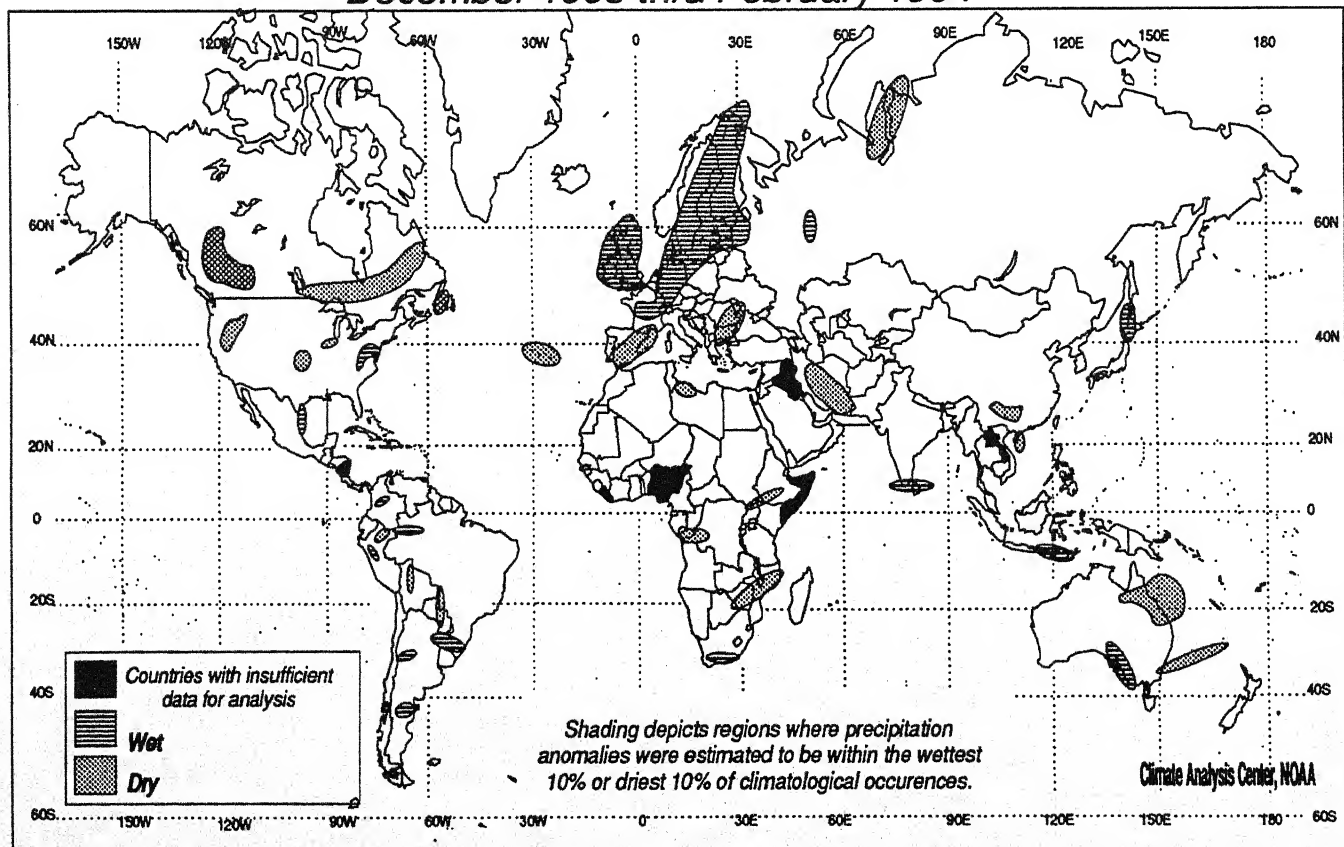 150W 120W 90W 60W 30W 0 30E 60E 90E 120E 150E 180
60N 60N
40N 40N
20N 20N
0 0
20S 20S
40S 40S
Countries with insufficient
data for analysis
Wet
Dry
Shading depicts regions where precipitation
anomalies were estimated to be within the wettest
10% or driest 10% of climatological occurences.
Climate Analysis Center, NOAA
60S 60S
150W 120W 90W 60W 30W 0 30E 60E 90E 120E 150E 180